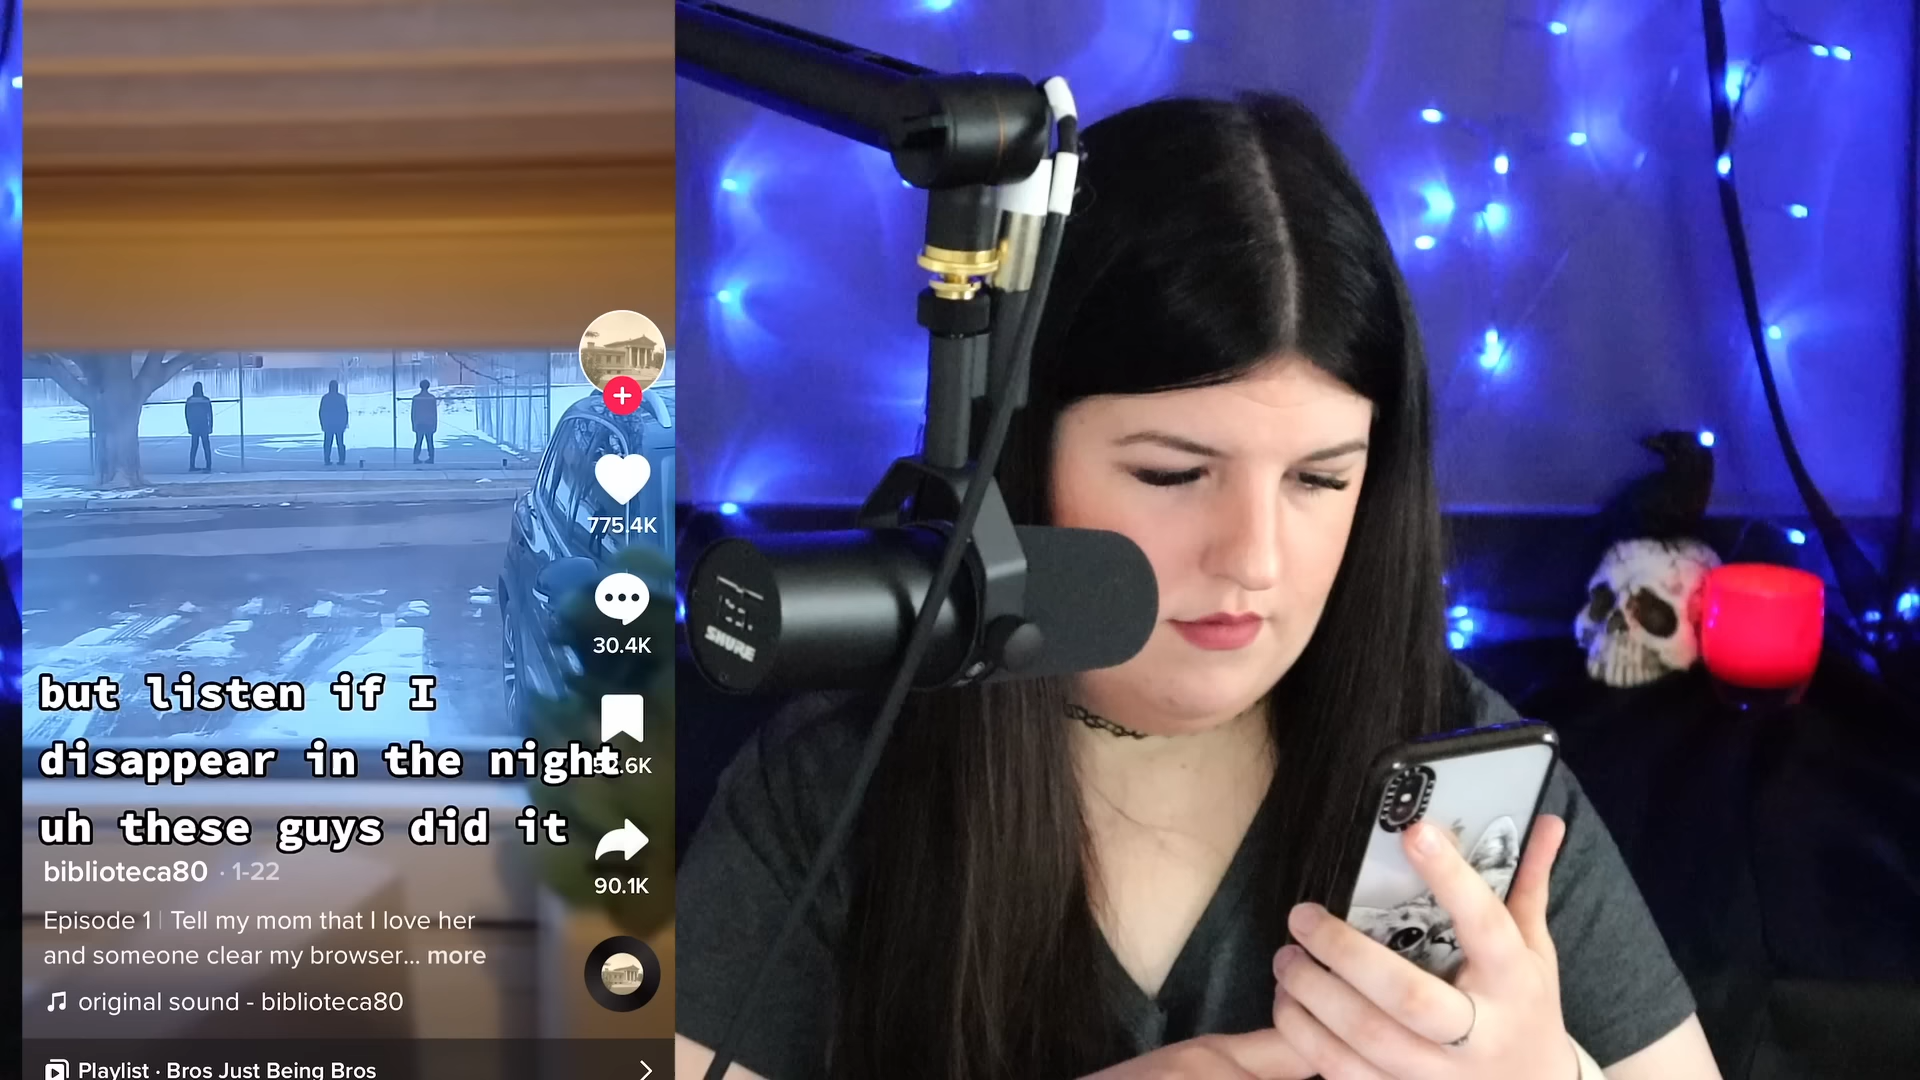 775.4K
30.4K
but listen if I
disappear in the night
uh these guys did it
90.1K
biblioteca80 · 1-22
Episode 1 | Tell my mom that I love her
and someone clear my browser... more
original sound - biblioteca80
Playlist · Bros Just Being Bros
SHURE